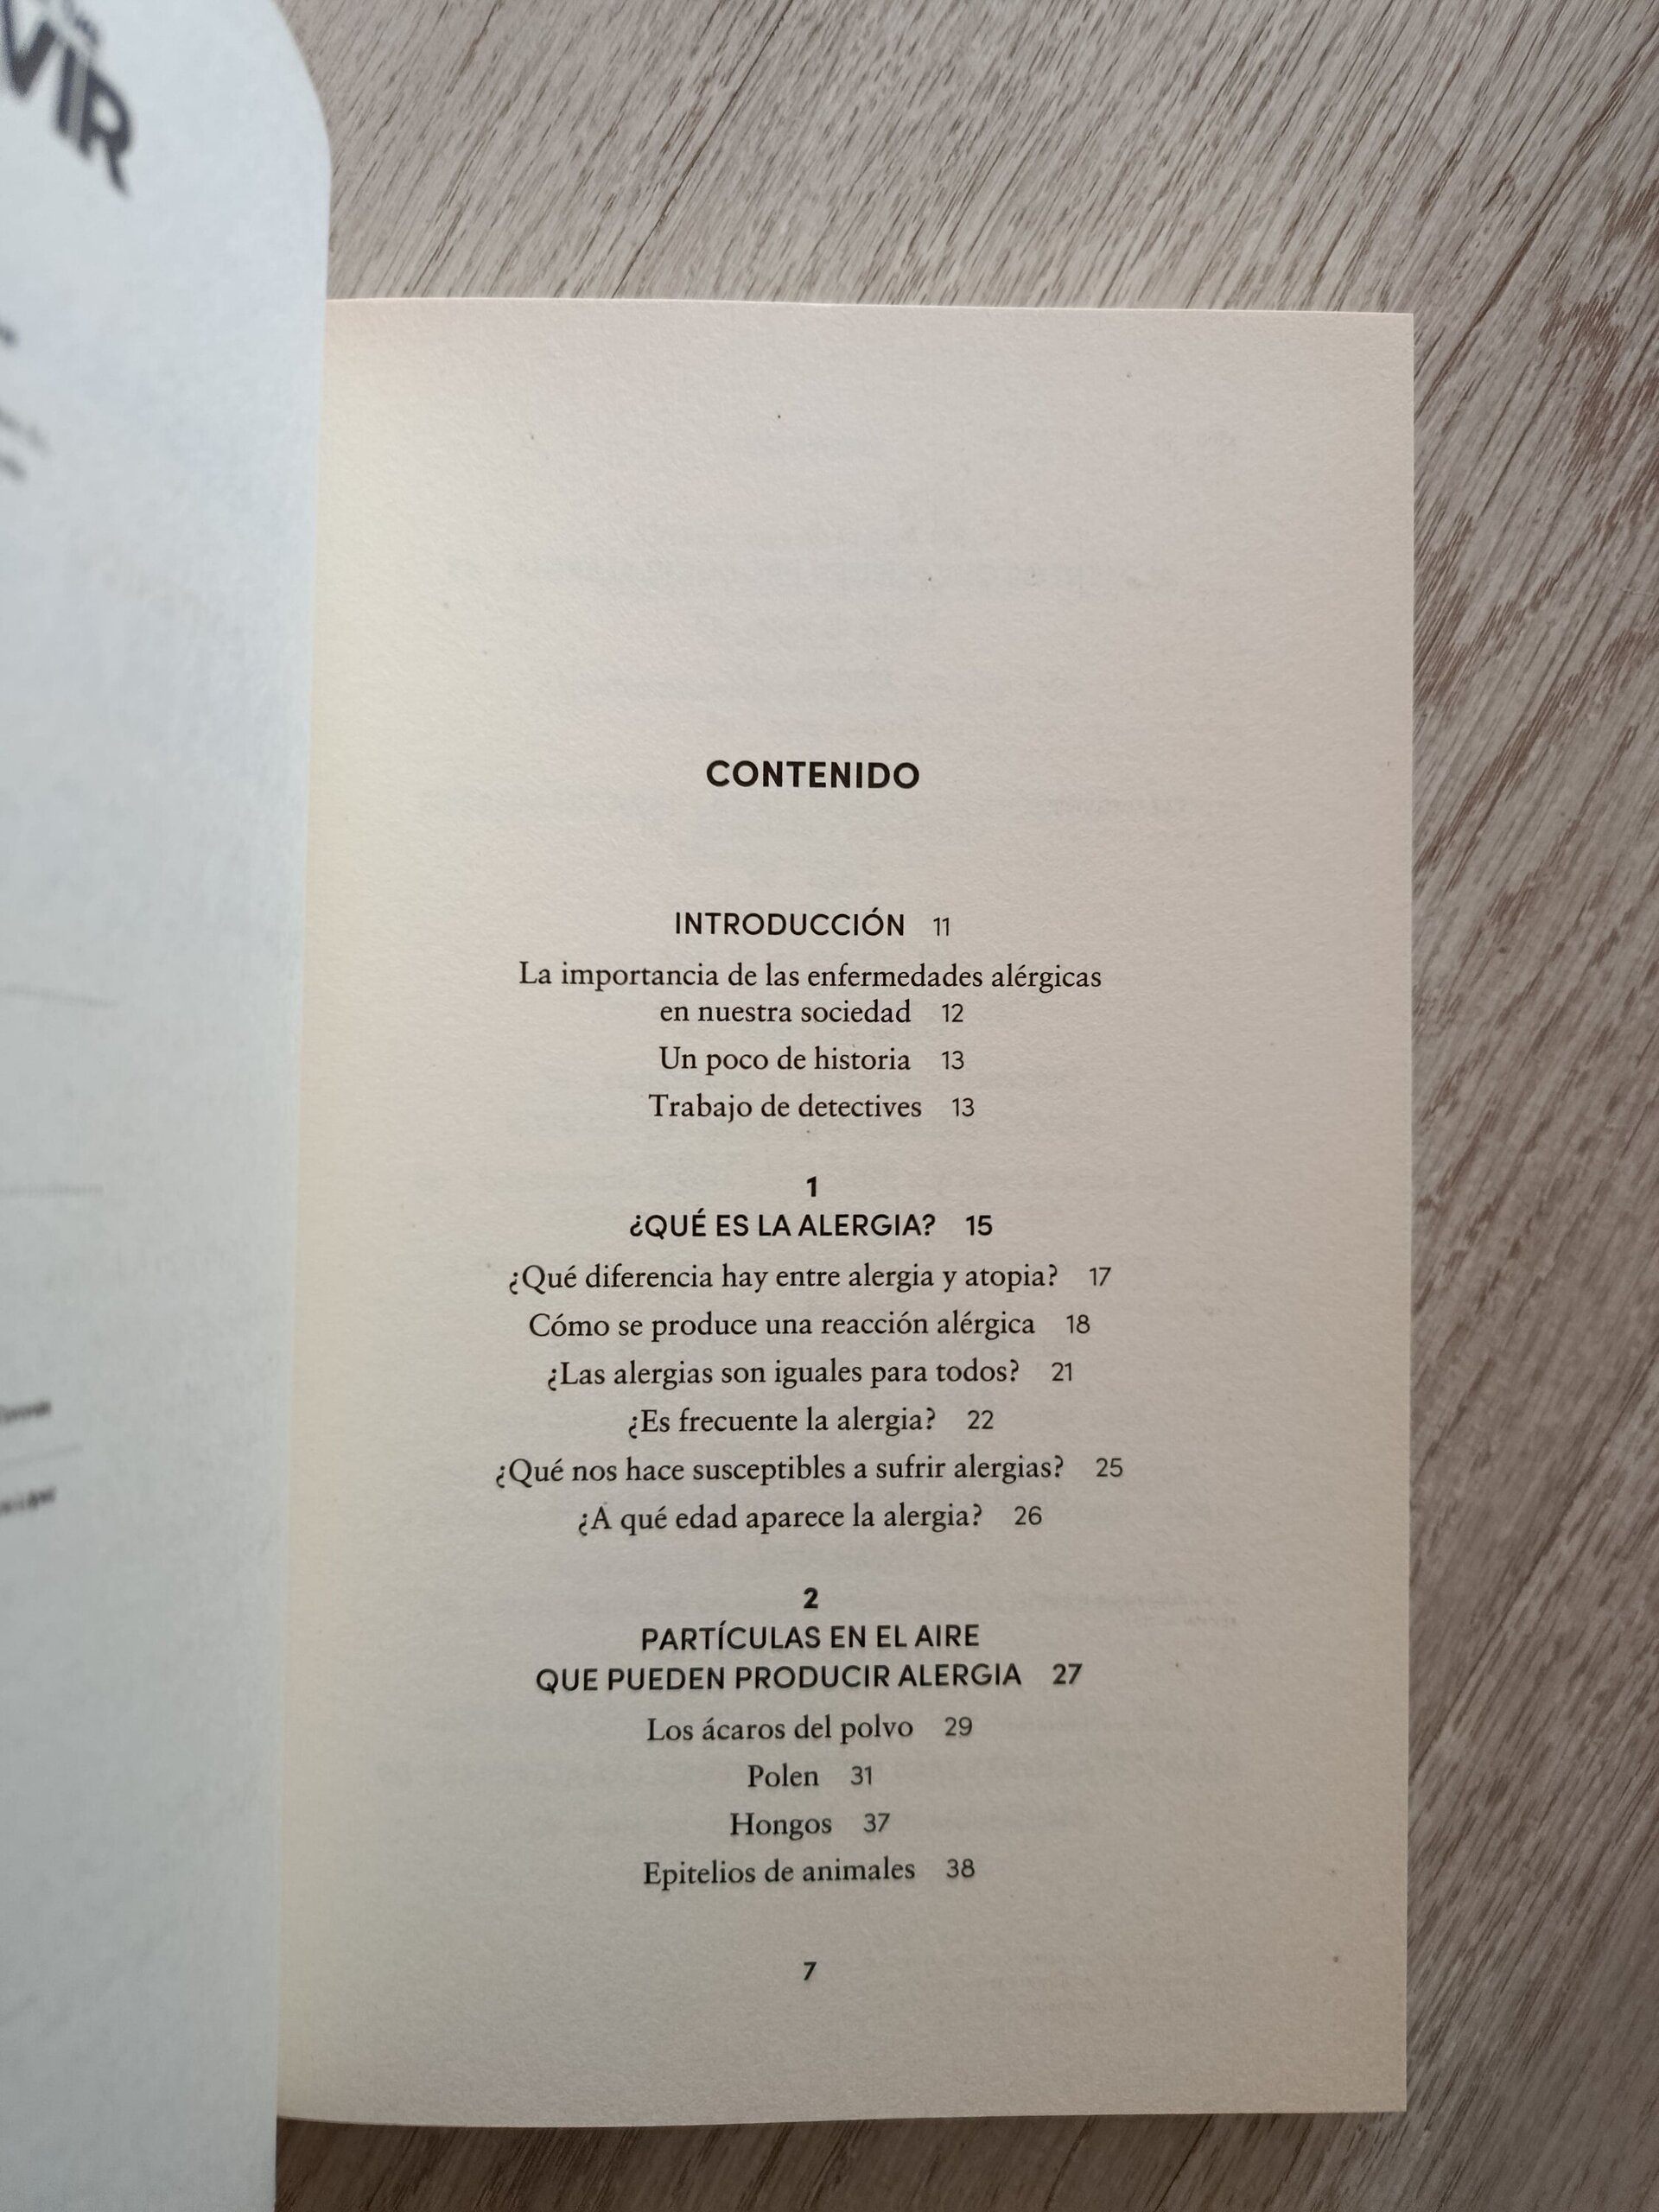 VIR
CONTENIDO
INTRODUCCIÓN 11
La importancia de las enfermedades alérgicas
en nuestra sociedad 12
Un poco de historia 13
Trabajo de detectives 13
1
¿QUÉ ES LA ALERGIA? 15
¿Qué diferencia hay entre alergia y atopia? 17
Cómo se produce una reacción alérgica 18
¿Las alergias son iguales para todos? 21
¿Es frecuente la alergia? 22
¿Qué nos hace susceptibles a sufrir alergias? 25
¿A qué edad aparece la alergia? 26
2
PARTÍCULAS EN EL AIRE
QUE PUEDEN PRODUCIR ALERGIA 27
Los ácaros del polvo 29
Polen 31
Hongos 37
Epitelios de animales 38
7